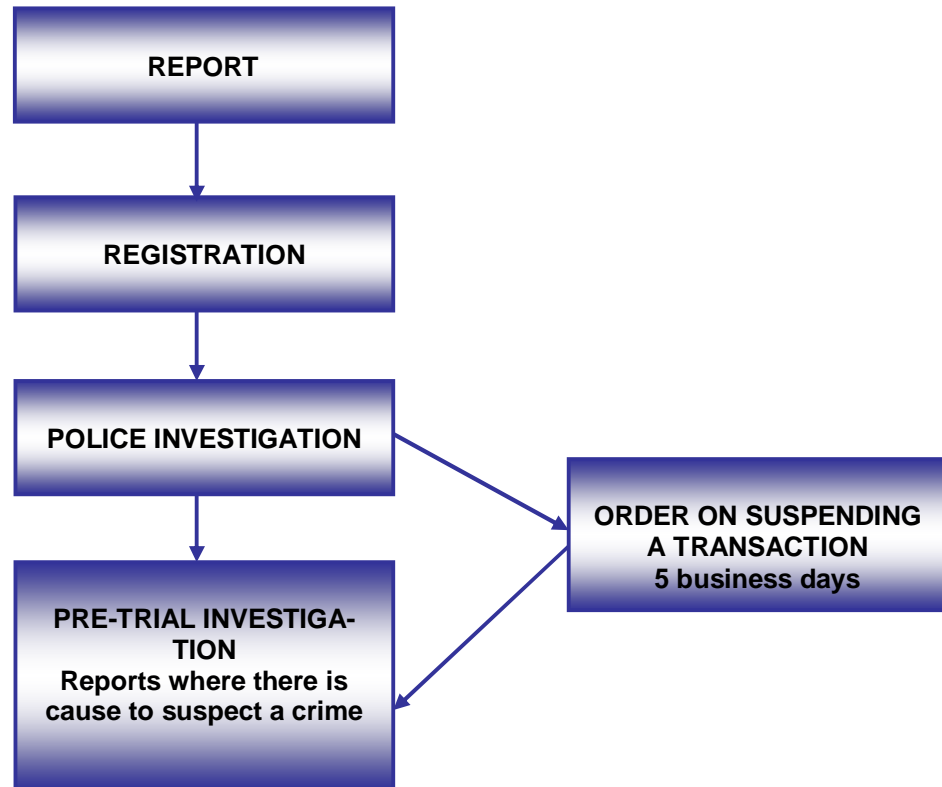 REPORT
REGISTRATION
POLICE INVESTIGATION
ORDER ON SUSPENDING
A TRANSACTION
5 business days
PRE-TRIAL INVESTIGA-
TION
Reports where there is
cause to suspect a crime